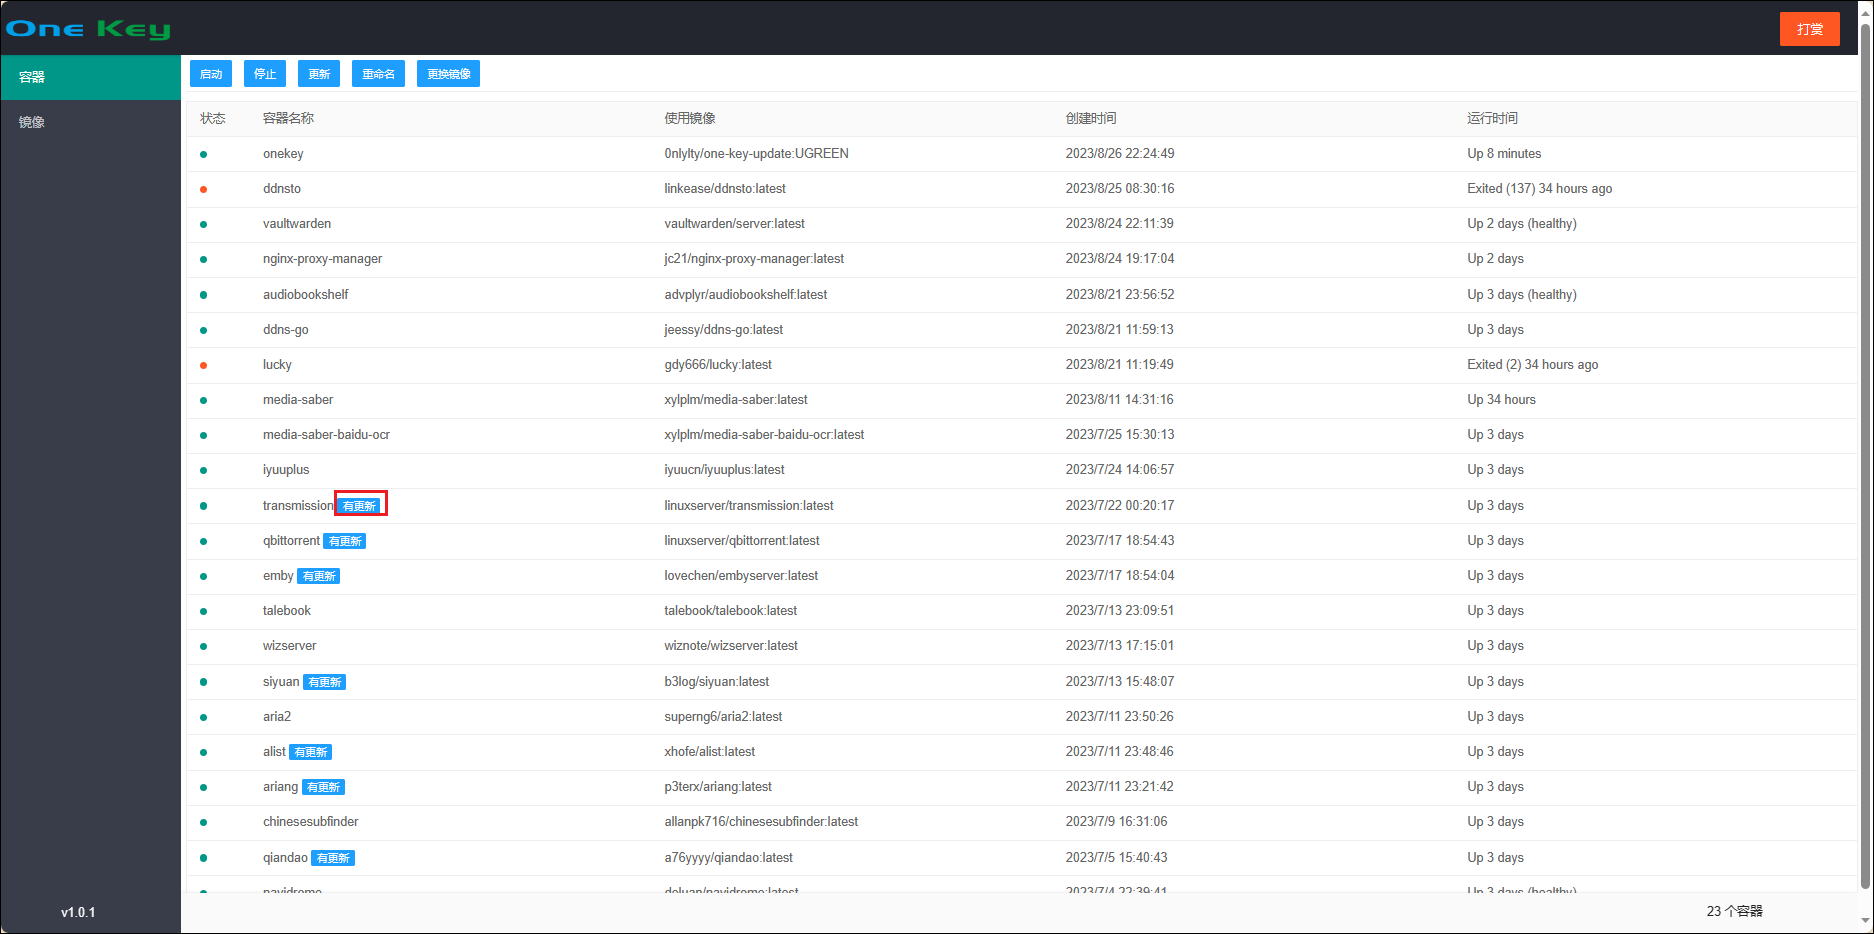 One Key
打赏
容器
镜像
启动 停止 更新 重命名 更换镜像
状态 容器名称 使用镜像 创建时间 运行时间
onekey 0nlylty/one-key-update:UGREEN 2023/8/26 22:24:49 Up 8 minutes
ddnsto linkease/ddnsto:latest 2023/8/25 08:30:16 Exited (137) 34 hours ago
vaultwarden vaultwarden/server:latest 2023/8/24 22:11:39 Up 2 days (healthy)
nginx-proxy-manager jc21/nginx-proxy-manager:latest 2023/8/24 19:17:04 Up 2 days
audiobookshelf advplyr/audiobookshelf:latest 2023/8/21 23:56:52 Up 3 days (healthy)
ddns-go jeessy/ddns-go:latest 2023/8/21 11:59:13 Up 3 days
lucky gdy666/lucky:latest 2023/8/21 11:19:49 Exited (2) 34 hours ago
media-saber xylplm/media-saber:latest 2023/8/11 14:31:16 Up 34 hours
media-saber-baidu-ocr xylplm/media-saber-baidu-ocr:latest 2023/7/25 15:30:13 Up 3 days
iyuuplus iyuucn/iyuuplus:latest 2023/7/24 14:06:57 Up 3 days
transmission 有更新 linuxserver/transmission:latest 2023/7/22 00:20:17 Up 3 days
qbittorrent 有更新 linuxserver/qbittorrent:latest 2023/7/17 18:54:43 Up 3 days
emby 有更新 lovechen/embyserver:latest 2023/7/17 18:54:04 Up 3 days
talebook talebook/talebook:latest 2023/7/13 23:09:51 Up 3 days
wizserver wiznote/wizserver:latest 2023/7/13 17:15:01 Up 3 days
siyuan 有更新 b3log/siyuan:latest 2023/7/13 15:48:07 Up 3 days
aria2 superng6/aria2:latest 2023/7/11 23:50:26 Up 3 days
alist 有更新 xhofe/alist:latest 2023/7/11 23:48:46 Up 3 days
ariang 有更新 p3terx/ariang:latest 2023/7/11 23:21:42 Up 3 days
chinesesubfinder allanpk716/chinesesubfinder:latest 2023/7/9 16:31:06 Up 3 days
qiandao 有更新 a76yyyy/qiandao:latest 2023/7/5 15:40:43 Up 3 days
navidrome deluan/navidrome:latest 2023/7/4 22:39:41 Up 3 days (healthy)
v1.0.1
23 个容器